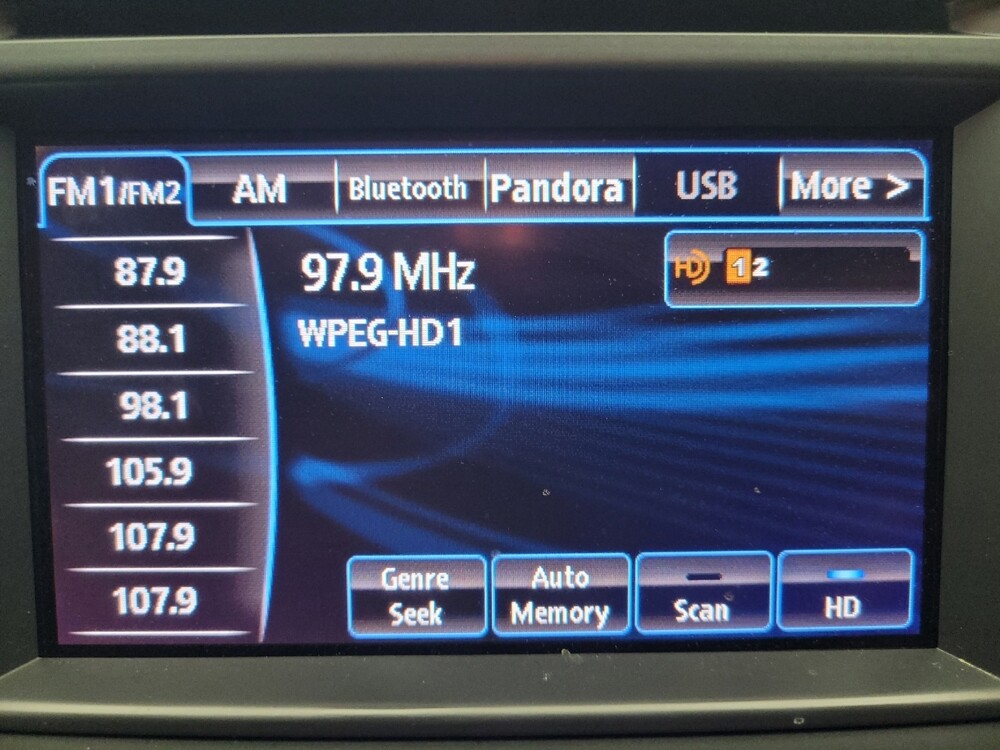 FM1/FM2 AM Bluetooth Pandora USB More >
87.9
88.1
98.1
105.9
107.9
107.9
97.9 MHz
WPEG-HD1
HD 1 2
Genre
Seek
Auto
Memory
Scan
HD